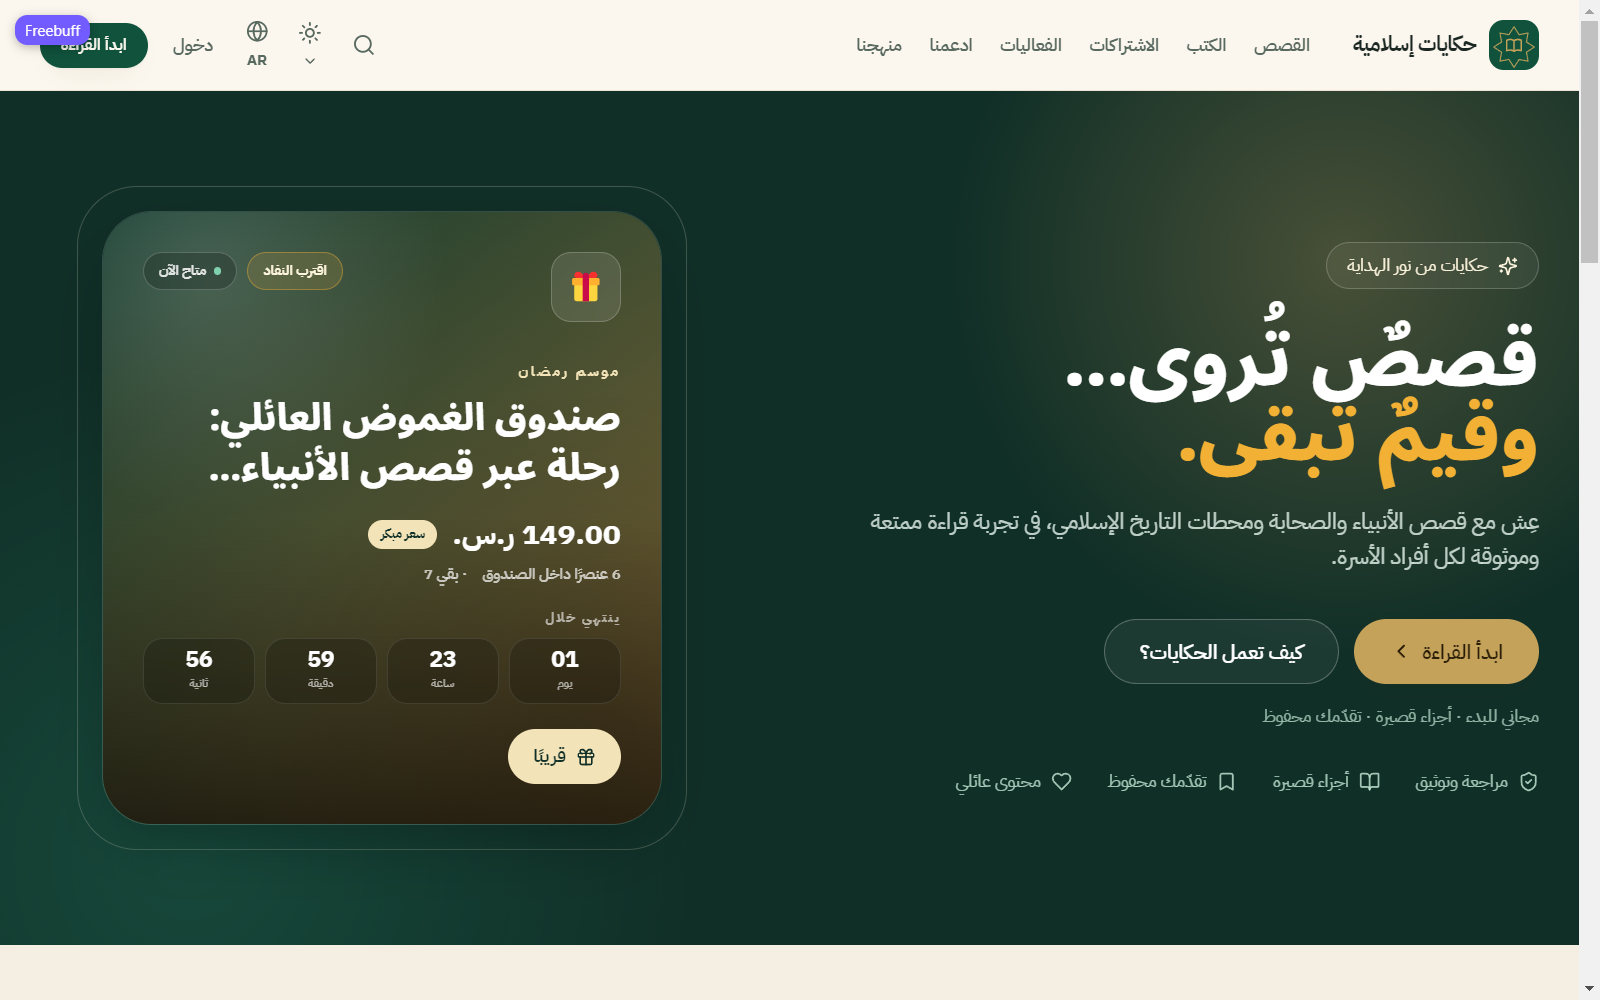 حكايات إسلامية
القصص
الكتب
الاشتراكات
الفعاليات
ادعمنا
منهجنا
AR
دخول
ابدأ القراءة
Freebuff
حكايات من نور الهداية
قصصٌ تُروى...
وقيمٌ تبقى.
عِش مع قصص الأنبياء والصحابة ومحطات التاريخ الإسلامي، في تجربة قراءة ممتعة
وموثوقة لكل أفراد الأسرة.
ابدأ القراءة
كيف تعمل الحكايات؟
مجاني للبدء · أجزاء قصيرة · تقدّمك محفوظ
مراجعة وتوثيق
أجزاء قصيرة
تقدّمك محفوظ
محتوى عائلي
اقترب النفاد
متاح الآن
موسم رمضان
صندوق الغموض العائلي:
رحلة عبر قصص الأنبياء...
149.00 ر.س.
سعر مبكر
6 عنصرًا داخل الصندوق · بقي 7
ينتهي خلال
01
يوم
23
ساعة
59
دقيقة
56
ثانية
قريبًا